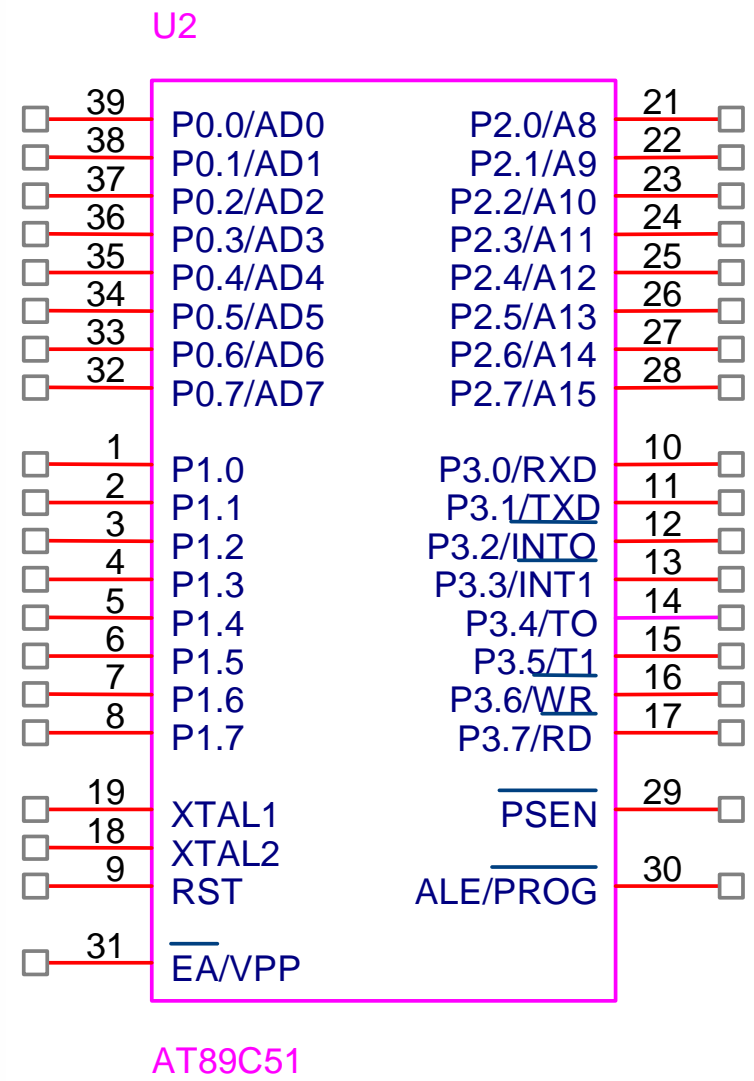 U2
39 P0.0/AD0 P2.0/A8 21
38 P0.1/AD1 P2.1/A9 22
37 P0.2/AD2 P2.2/A10 23
36 P0.3/AD3 P2.3/A11 24
35 P0.4/AD4 P2.4/A12 25
34 P0.5/AD5 P2.5/A13 26
33 P0.6/AD6 P2.6/A14 27
32 P0.7/AD7 P2.7/A15 28
1 P1.0 P3.0/RXD 10
2 P1.1 P3.1/TXD 11
3 P1.2 P3.2/INTO 12
4 P1.3 P3.3/INT1 13
5 P1.4 P3.4/TO 14
6 P1.5 P3.5/T1 15
7 P1.6 P3.6/WR 16
8 P1.7 P3.7/RD 17
19 XTAL1 PSEN 29
18 XTAL2
9 RST ALE/PROG 30
31 EA/VPP
AT89C51